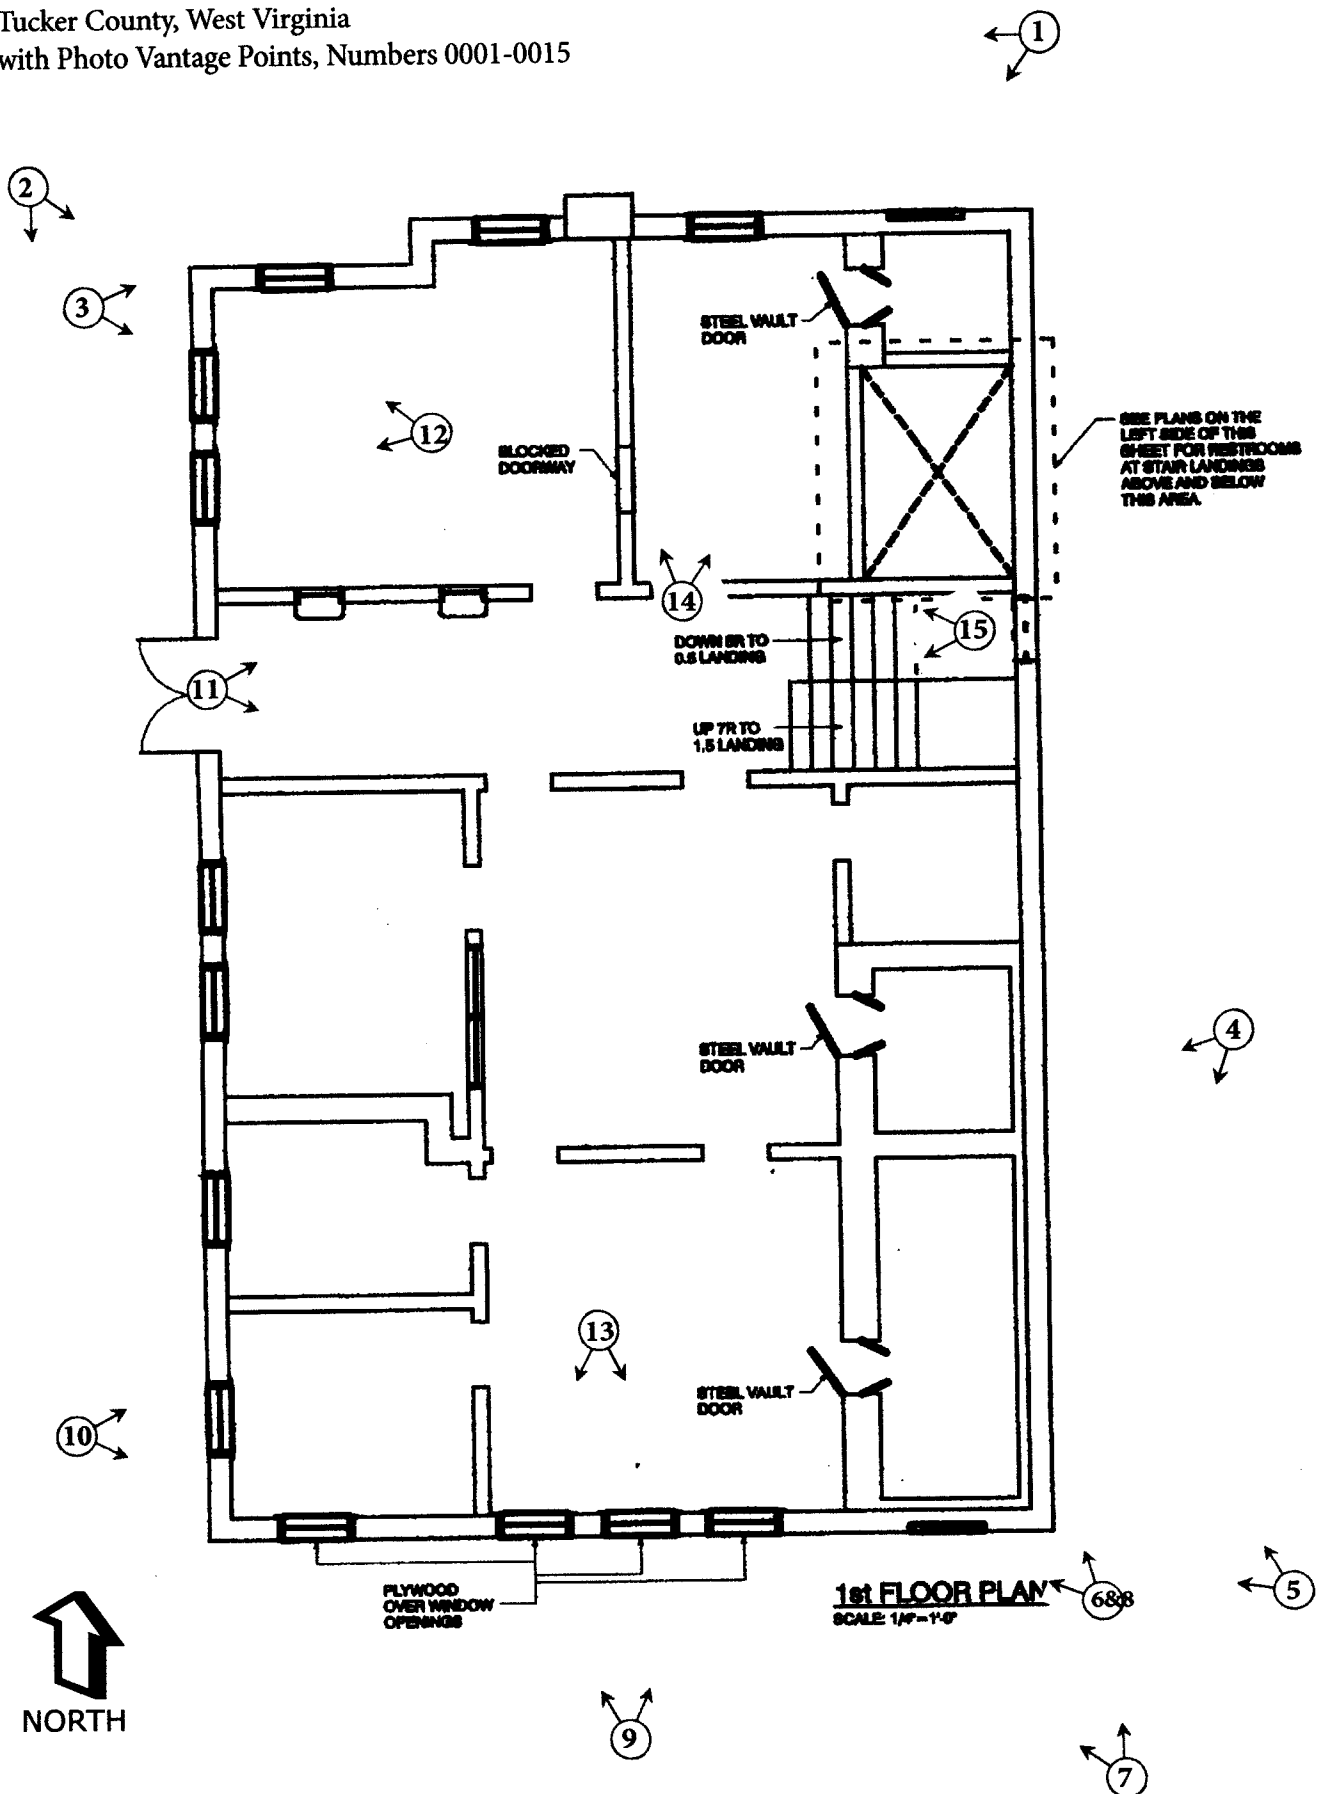 Tucker County, West Virginia
with Photo Vantage Points, Numbers 0001-0015
1
2
3
STEEL VAULT
DOOR
12
BLOCKED
DOORWAY
SEE PLANS ON THE
LEFT SIDE OF THIS
SHEET FOR RESTROOMS
AT STAIR LANDINGS
ABOVE AND BELOW
THIS AREA.
14
15
DOWN 8R TO
0.5 LANDING
11
UP 7R TO
1.5 LANDING
4
STEEL VAULT
DOOR
13
STEEL VAULT
DOOR
10
PLYWOOD
OVER WINDOW
OPENINGS
1st FLOOR PLAN
SCALE: 1/4"=1'-0"
6&8
5
NORTH
9
7